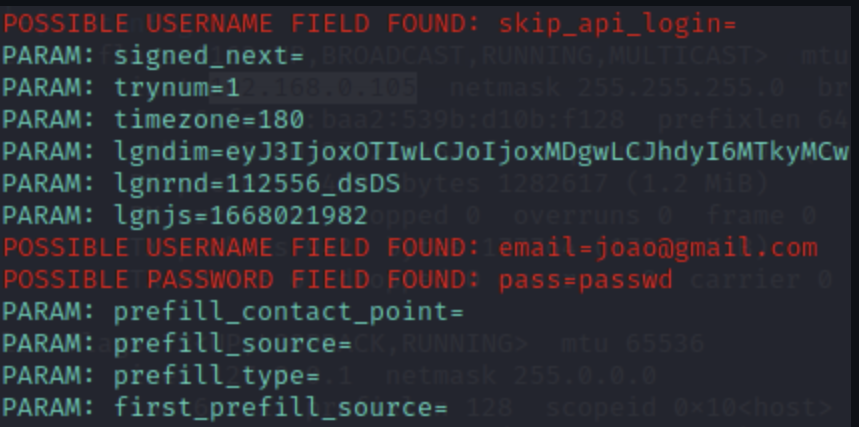 POSSIBLE USERNAME FIELD FOUND: skip_api_login=
PARAM: signed_next=
PARAM: trynum=1
PARAM: timezone=180
PARAM: lgndim=eyJ3IjoxOTIwLCJoIjoxMDgwLCJhdyI6MTkyMCw
PARAM: lgnrnd=112556_dsDS
PARAM: lgnjs=1668021982
POSSIBLE USERNAME FIELD FOUND: email=joao@gmail.com
POSSIBLE PASSWORD FIELD FOUND: pass=passwd
PARAM: prefill_contact_point=
PARAM: prefill_source=
PARAM: prefill_type=
PARAM: first_prefill_source=